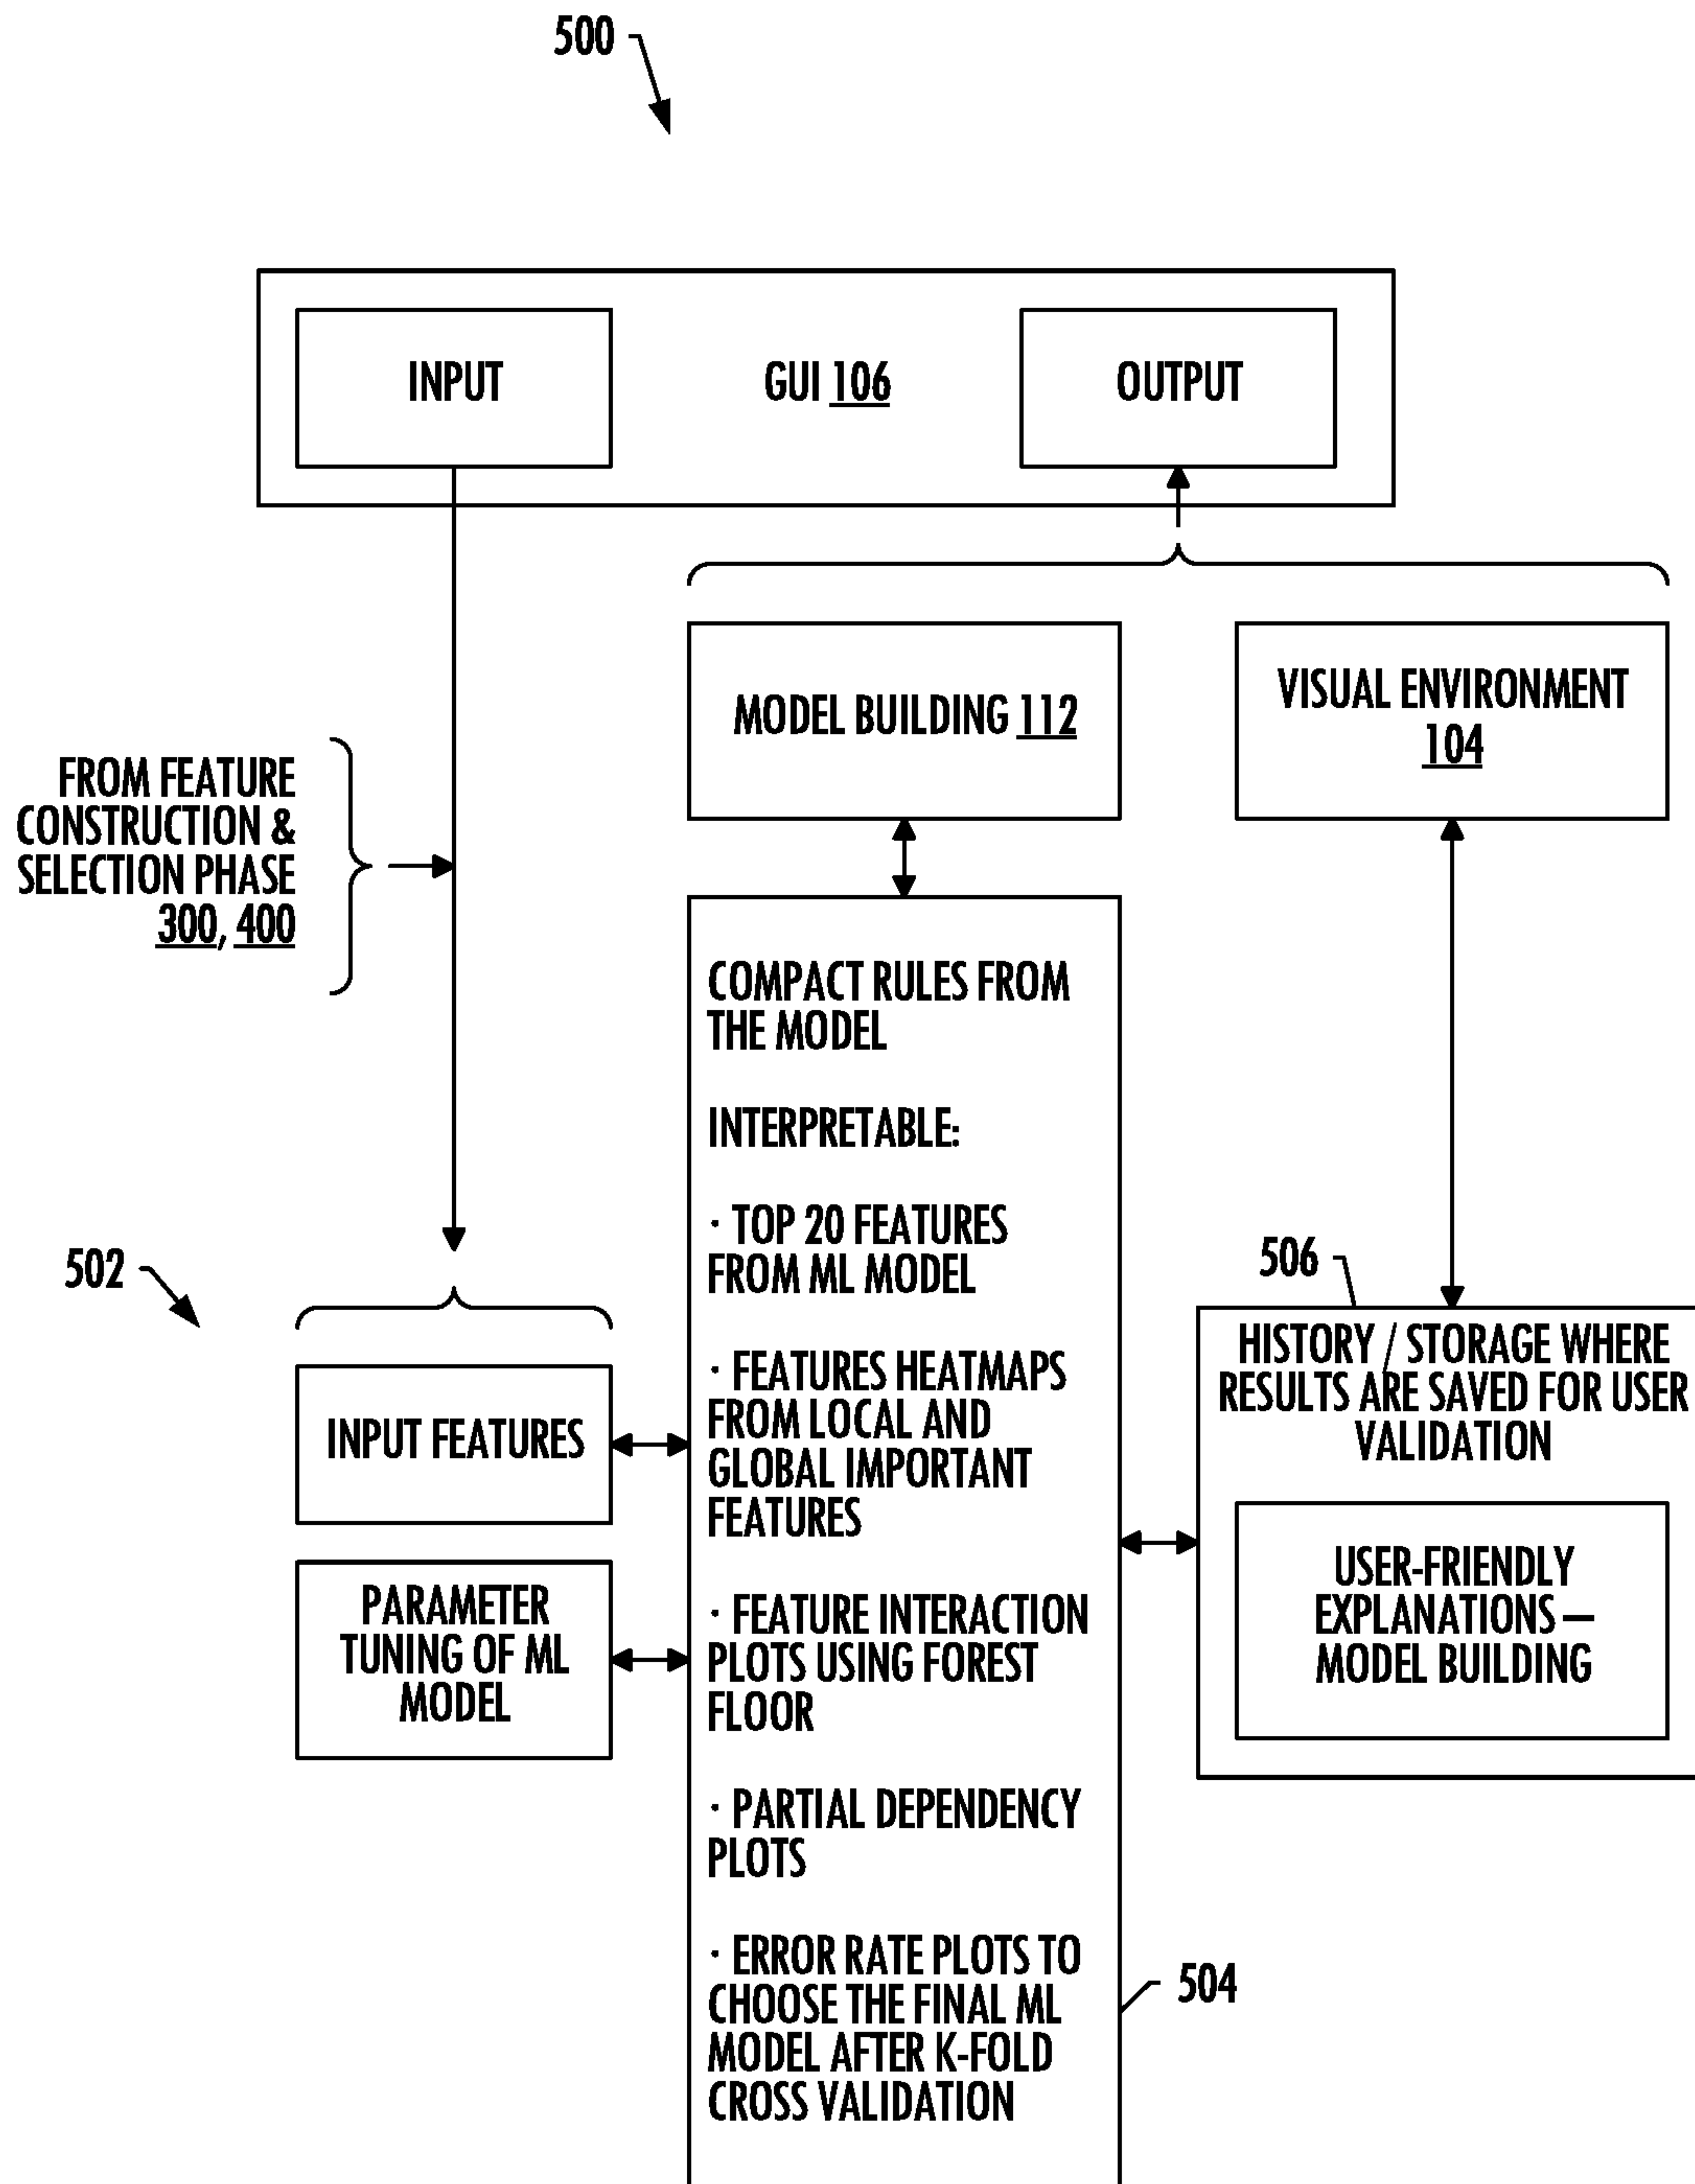 500
INPUT
GUI 106
OUTPUT
MODEL BUILDING 112
VISUAL ENVIRONMENT
104
FROM FEATURE
CONSTRUCTION &
SELECTION PHASE
300, 400
502
INPUT FEATURES
PARAMETER
TUNING OF ML
MODEL
COMPACT RULES FROM
THE MODEL
INTERPRETABLE:
· TOP 20 FEATURES
FROM ML MODEL
· FEATURES HEATMAPS
FROM LOCAL AND
GLOBAL IMPORTANT
FEATURES
· FEATURE INTERACTION
PLOTS USING FOREST
FLOOR
· PARTIAL DEPENDENCY
PLOTS
· ERROR RATE PLOTS TO
CHOOSE THE FINAL ML
MODEL AFTER K-FOLD
CROSS VALIDATION
504
506
HISTORY / STORAGE WHERE
RESULTS ARE SAVED FOR USER
VALIDATION
USER-FRIENDLY
EXPLANATIONS —
MODEL BUILDING